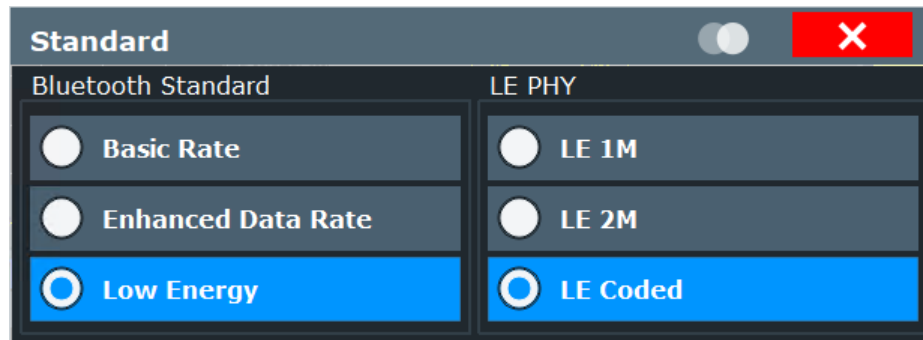 Standard
Bluetooth Standard
LE PHY
Basic Rate
LE 1M
Enhanced Data Rate
LE 2M
Low Energy
LE Coded